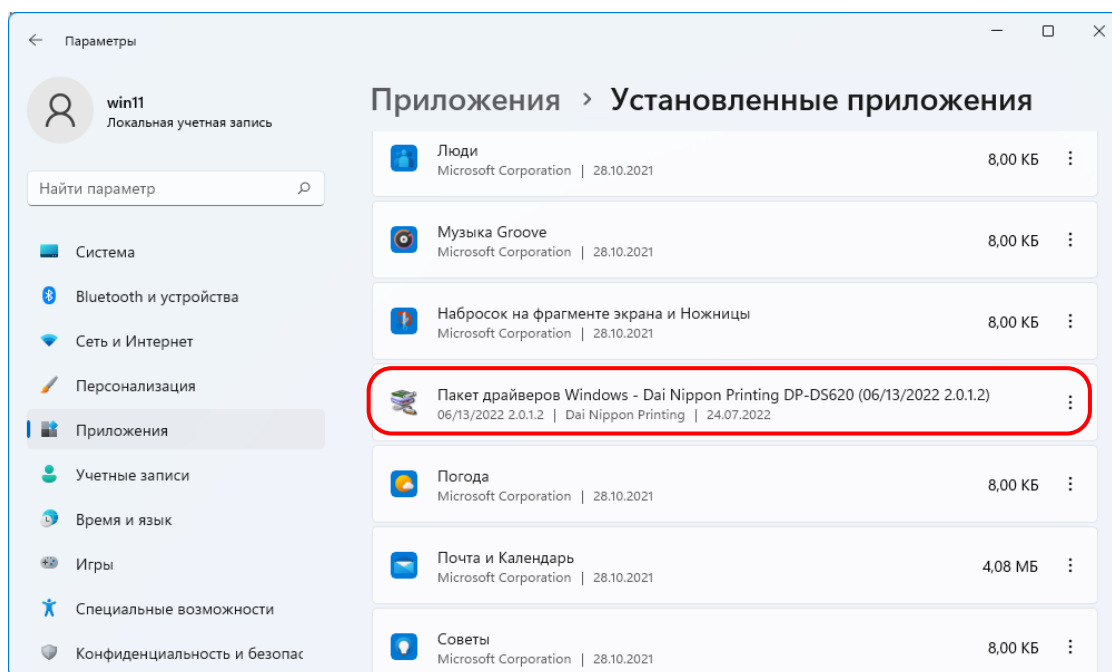 Параметры
win11
Локальная учетная запись
Найти параметр
Система
Bluetooth и устройства
Сеть и Интернет
Персонализация
Приложения
Учетные записи
Время и язык
Игры
Специальные возможности
Конфиденциальность и безопас
Приложения > Установленные приложения
Люди
Microsoft Corporation | 28.10.2021
8,00 КБ
Музыка Groove
Microsoft Corporation | 28.10.2021
8,00 КБ
Набросок на фрагменте экрана и Ножницы
Microsoft Corporation | 28.10.2021
8,00 КБ
Пакет драйверов Windows - Dai Nippon Printing DP-DS620 (06/13/2022 2.0.1.2)
06/13/2022 2.0.1.2 | Dai Nippon Printing | 24.07.2022
Погода
Microsoft Corporation | 28.10.2021
8,00 КБ
Почта и Календарь
Microsoft Corporation | 28.10.2021
4,08 МБ
Советы
Microsoft Corporation | 28.10.2021
8,00 КБ